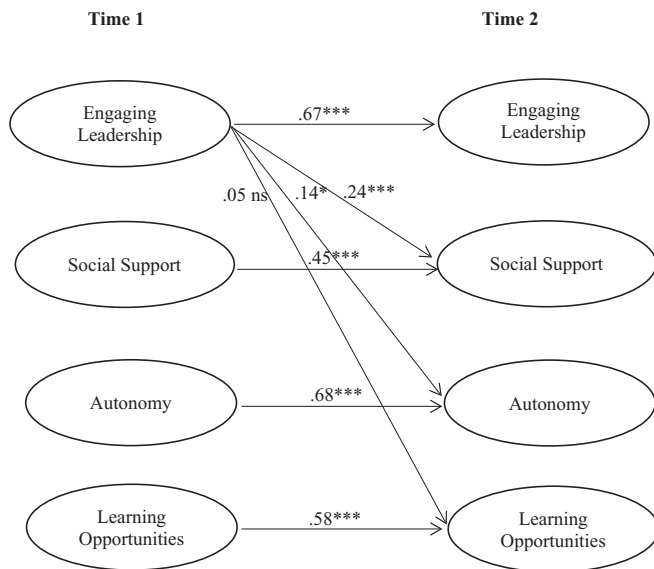 Time 1
Time 2
Engaging
Leadership
.67***
Engaging
Leadership
.05 ns
.14*
.24***
Social Support
.45***
Social Support
Autonomy
.68***
Autonomy
Learning
Opportunities
.58***
Learning
Opportunities